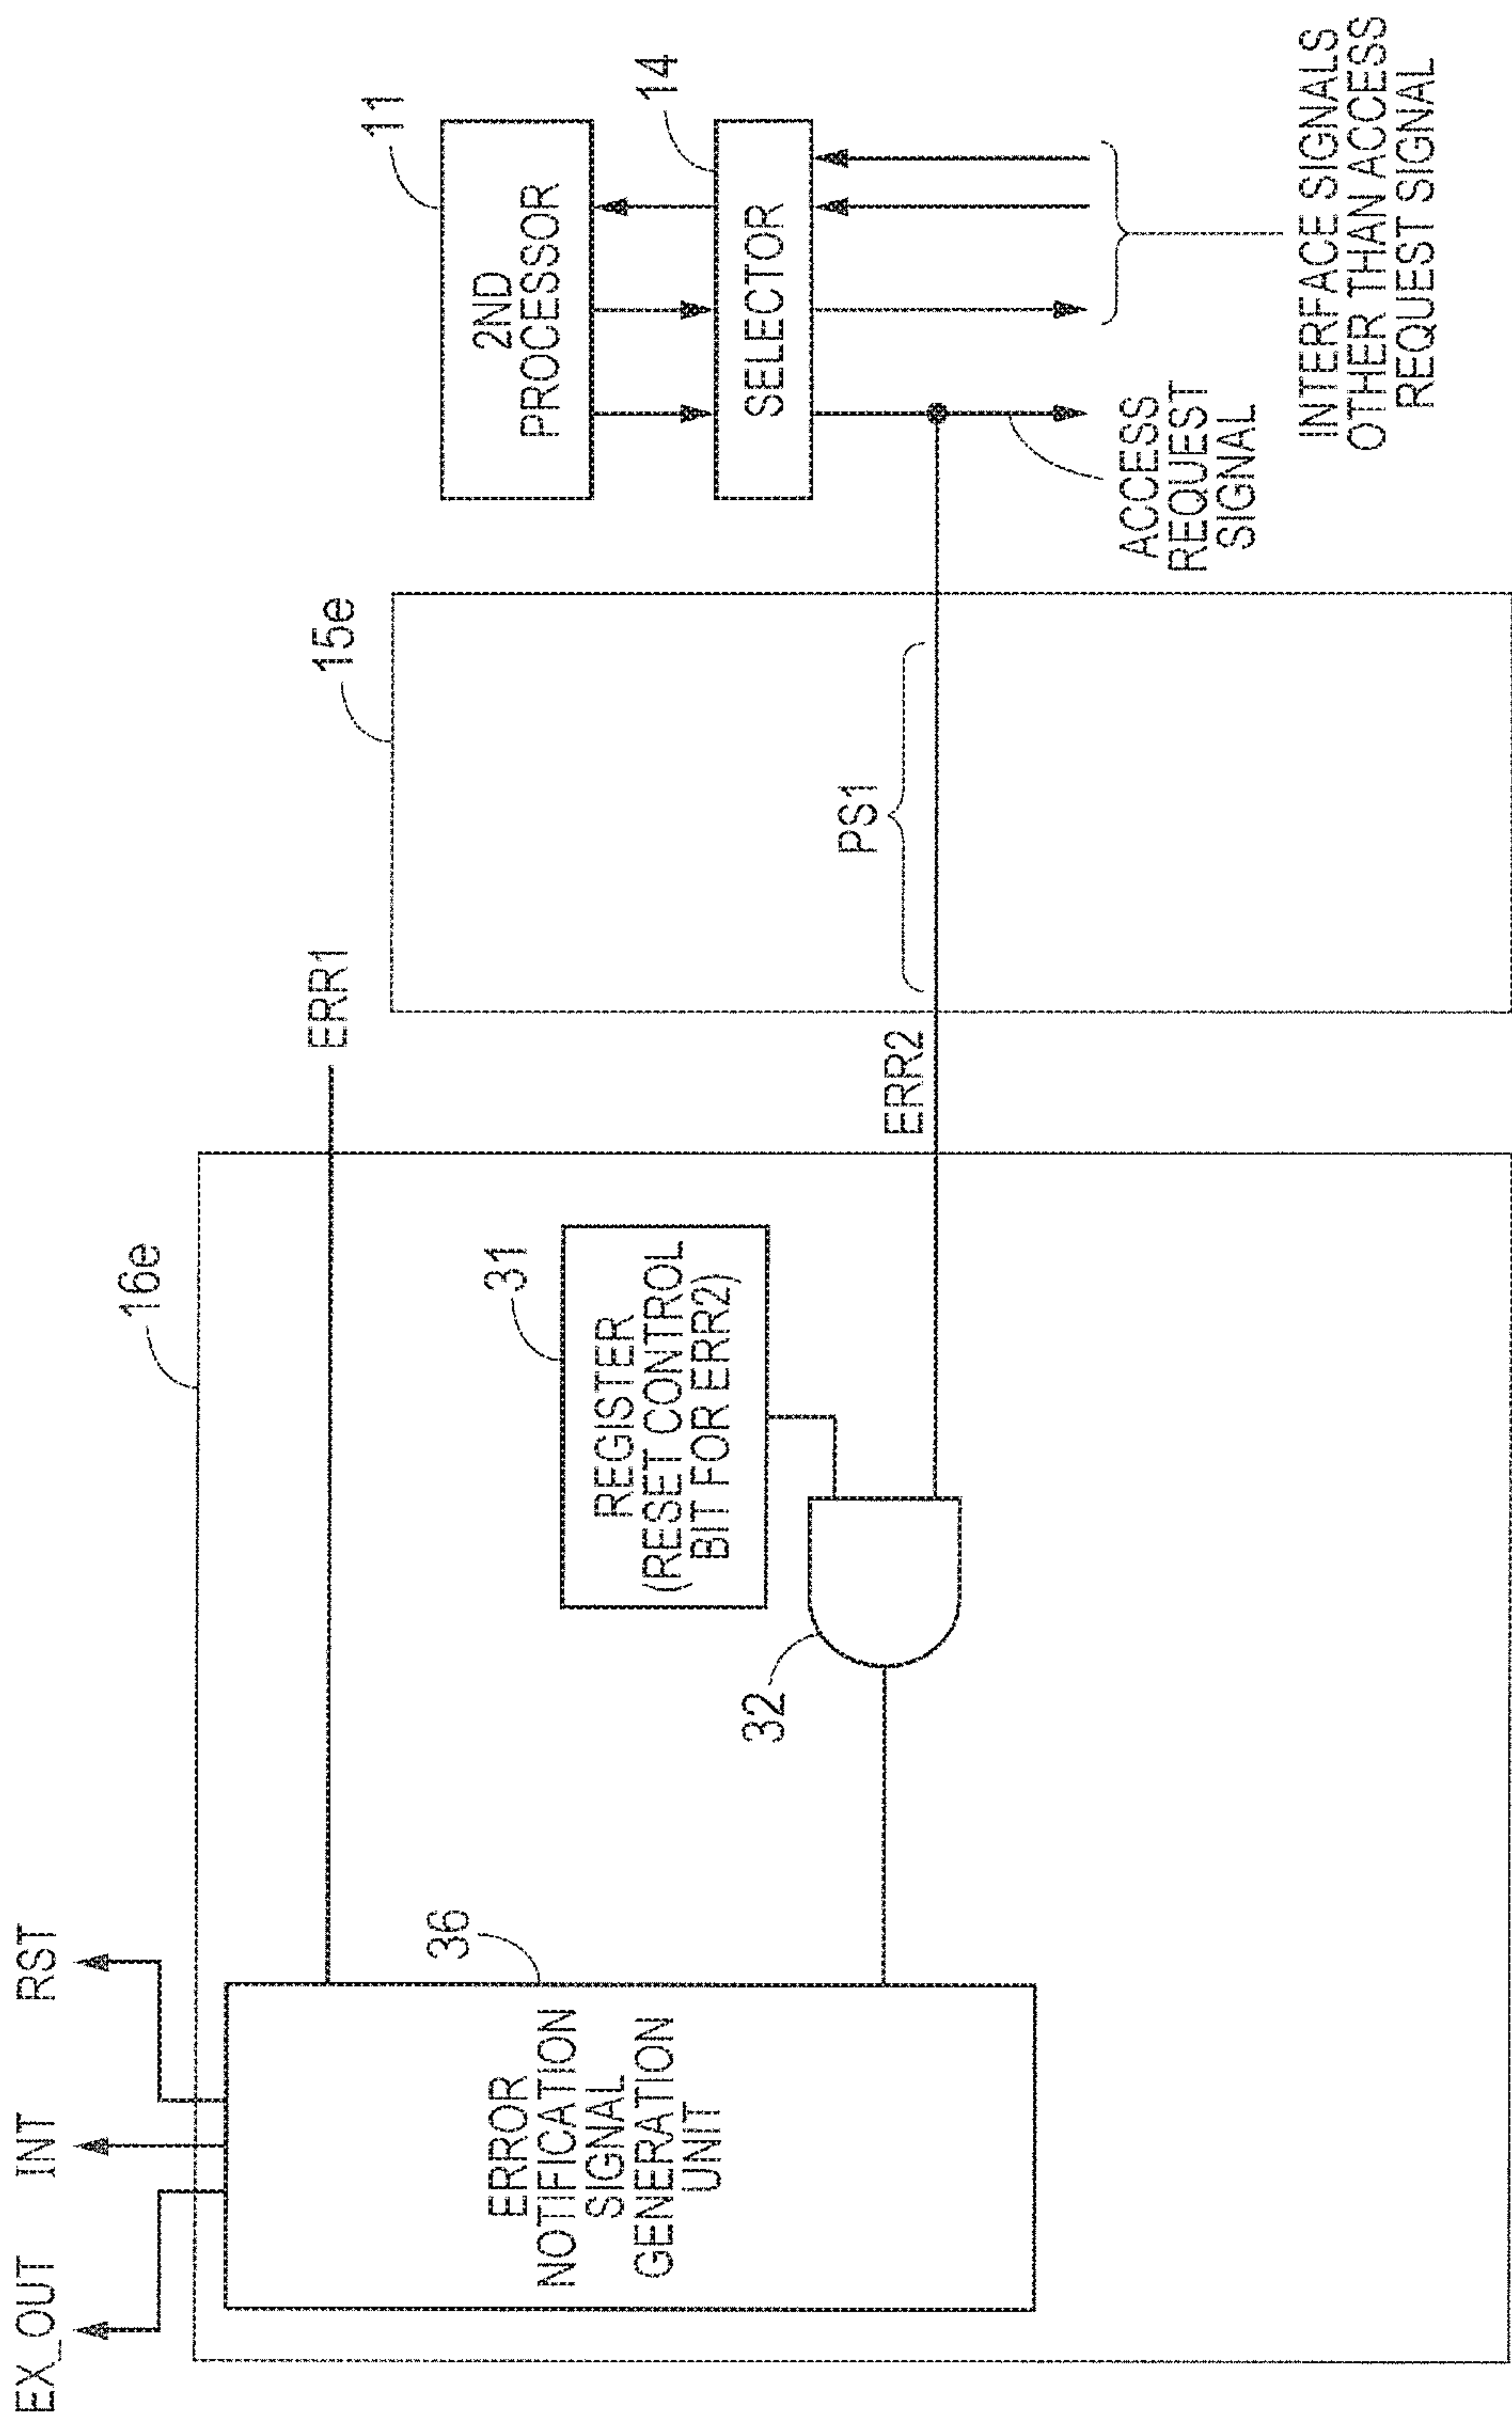 EX_OUT
INT
RST
16e
ERROR
NOTIFICATION
SIGNAL
GENERATION
UNIT
36
ERR1
REGISTER
(RESET CONTROL
BIT FOR ERR2)
31
32
ERR2
15e
PS1
2ND
PROCESSOR
11
SELECTOR
14
ACCESS
REQUEST
SIGNAL
INTERFACE SIGNALS
OTHER THAN ACCESS
REQUEST SIGNAL